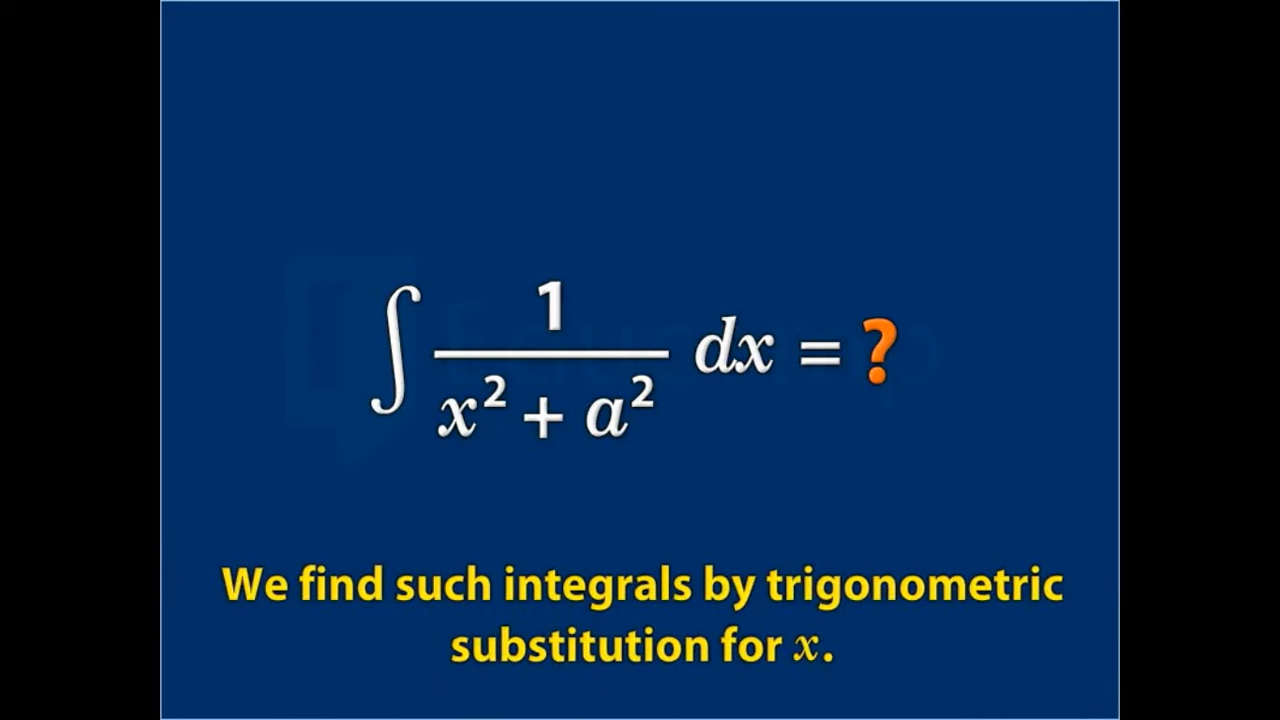 ∫ 1/(x² + a²) dx = ?
We find such integrals by trigonometric
substitution for x.